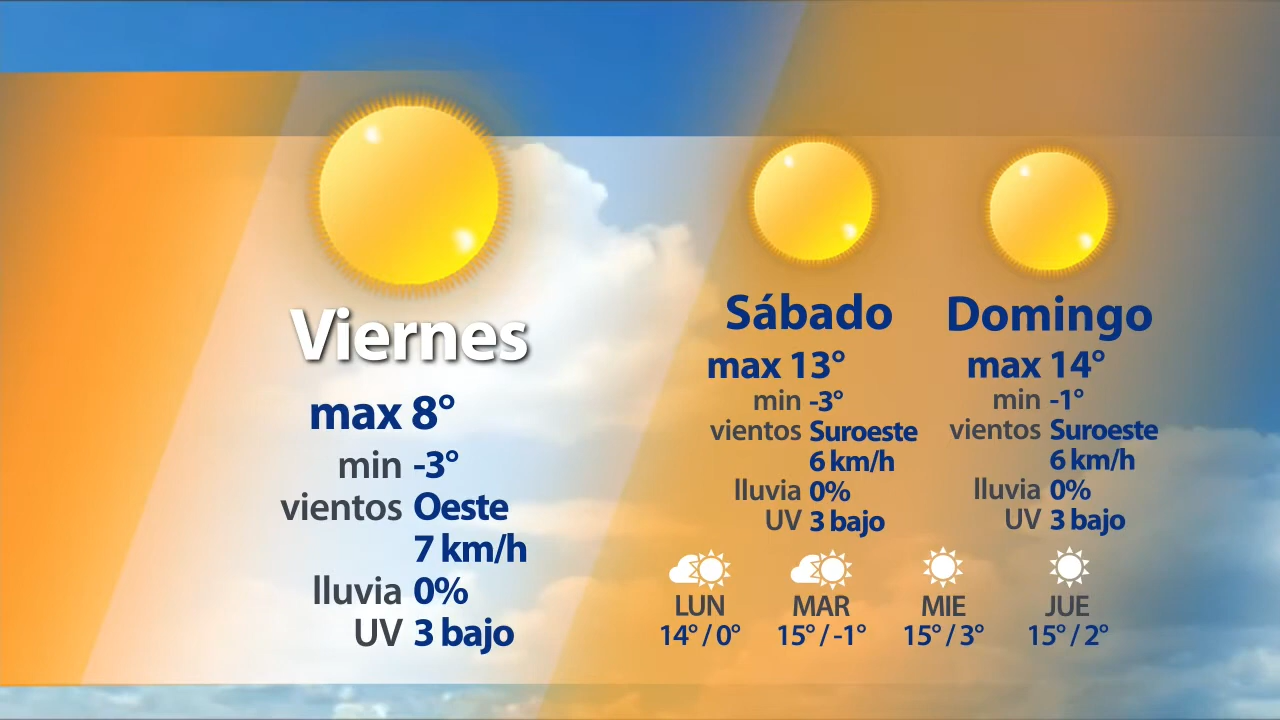 Viernes
max 8°
min -3°
vientos Oeste
7 km/h
lluvia 0%
UV 3 bajo
Sábado
max 13°
min -3°
vientos Suroeste
6 km/h
lluvia 0%
UV 3 bajo
Domingo
max 14°
min -1°
vientos Suroeste
6 km/h
lluvia 0%
UV 3 bajo
LUN
14° / 0°
MAR
15° / -1°
MIE
15° / 3°
JUE
15° / 2°